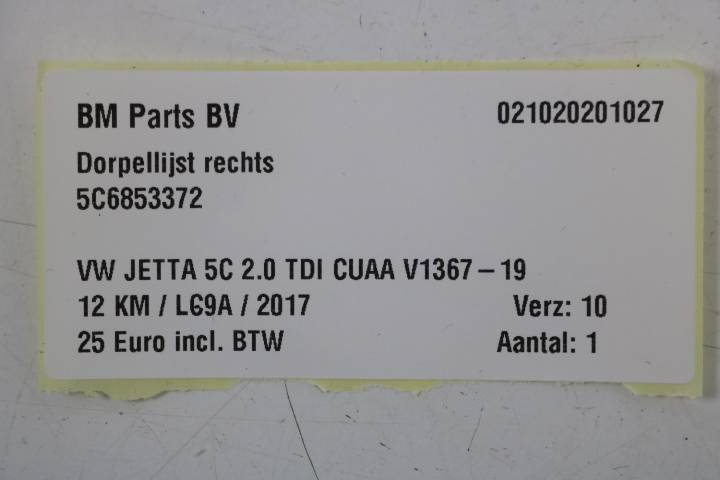 BM Parts BV 021020201027
Dorpellijst rechts
5C6853372
VW JETTA 5C 2.0 TDI CUAA V1367 – 19
12 KM / L69A / 2017 Verz: 10
25 Euro incl. BTW Aantal: 1